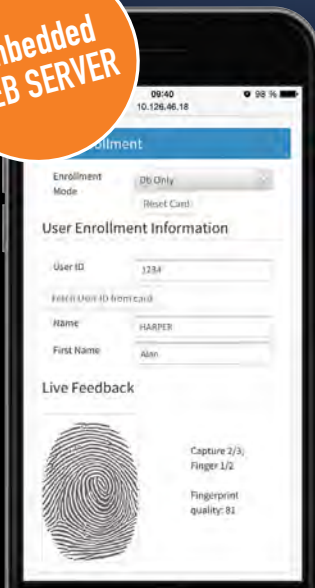 mbedded
EB SERVER
09:40
98 %
10.126.46.18
ollment
Enrollment
Mode
Db Only
Reset Card
User Enrollment Information
User ID
1234
Fetch User ID from card
Name
HARPER
First Name
Alan
Live Feedback
Capture 2/3,
Finger 1/2
Fingerprint
quality: 81